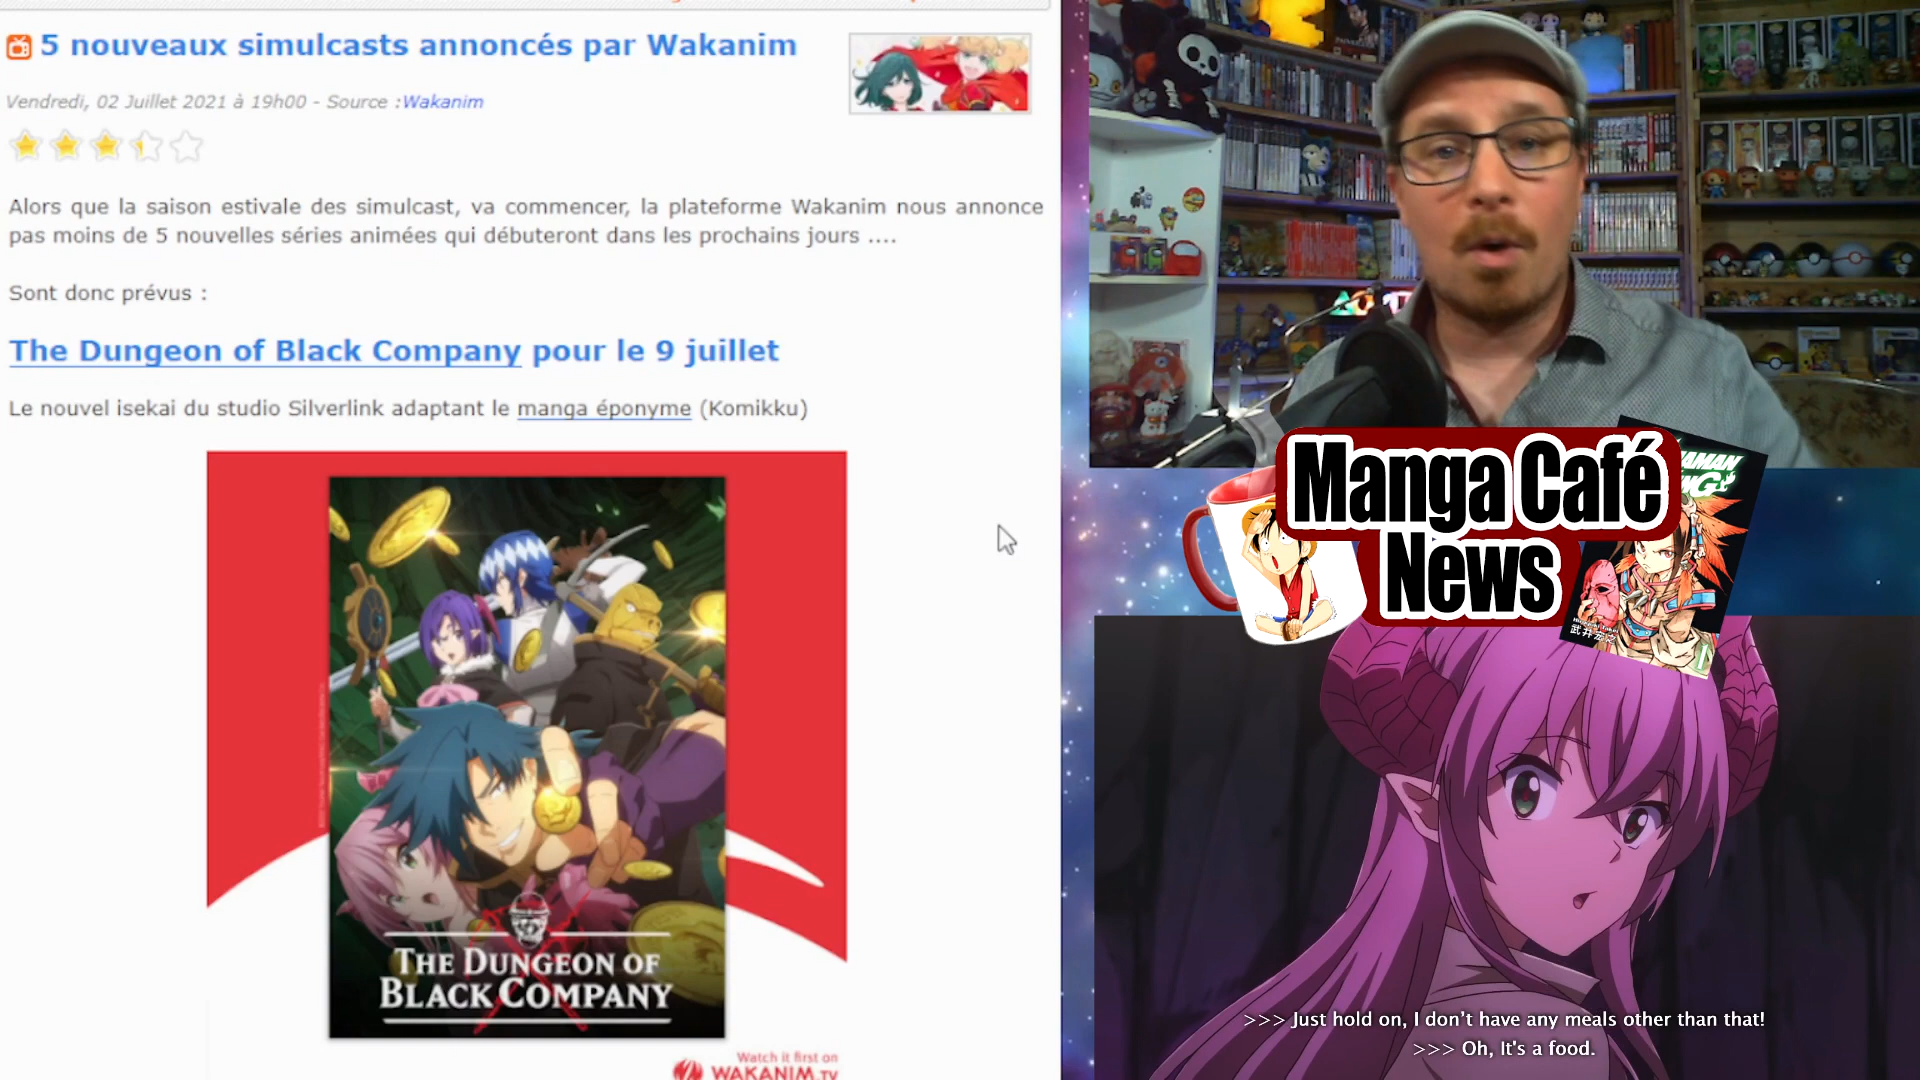 5 nouveaux simulcasts annoncés par Wakanim
Vendredi, 02 Juillet 2021 à 19h00 - Source :Wakanim
Alors que la saison estivale des simulcast, va commencer, la plateforme Wakanim nous annonce
pas moins de 5 nouvelles séries animées qui débuteront dans les prochains jours ....
Sont donc prévus :
The Dungeon of Black Company pour le 9 juillet
Le nouvel isekai du studio Silverlink adaptant le manga éponyme (Komikku)
THE DUNGEON OF
BLACK COMPANY
Watch it first on
WAKANIM.TV
Manga Café
News
武井宏之
>>> Just hold on, I don't have any meals other than that!
>>> Oh, It's a food.